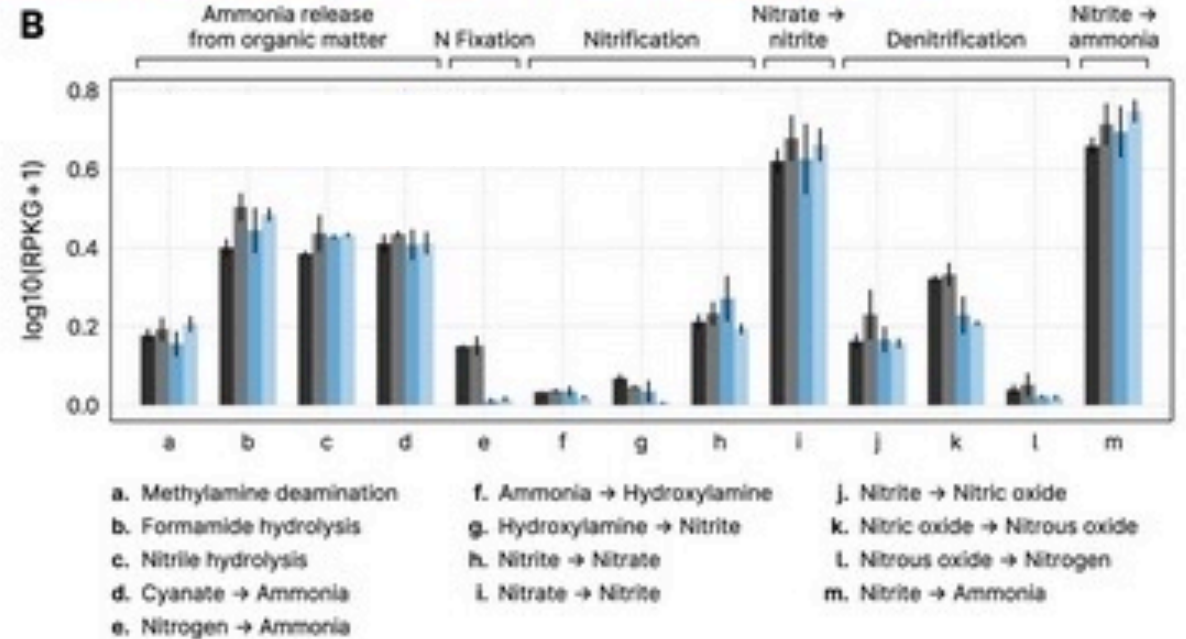 B
Ammonia release
from organic matter
N Fixation
Nitrification
Nitrate →
nitrite
Denitrification
Nitrite →
ammonia
log10(RPKG+1)
0.8
0.6
0.4
0.2
0.0
a b c d e f g h i j k l m
a. Methylamine deamination
b. Formamide hydrolysis
c. Nitrile hydrolysis
d. Cyanate → Ammonia
e. Nitrogen → Ammonia
f. Ammonia → Hydroxylamine
g. Hydroxylamine → Nitrite
h. Nitrite → Nitrate
i. Nitrate → Nitrite
j. Nitrite → Nitric oxide
k. Nitric oxide → Nitrous oxide
l. Nitrous oxide → Nitrogen
m. Nitrite → Ammonia